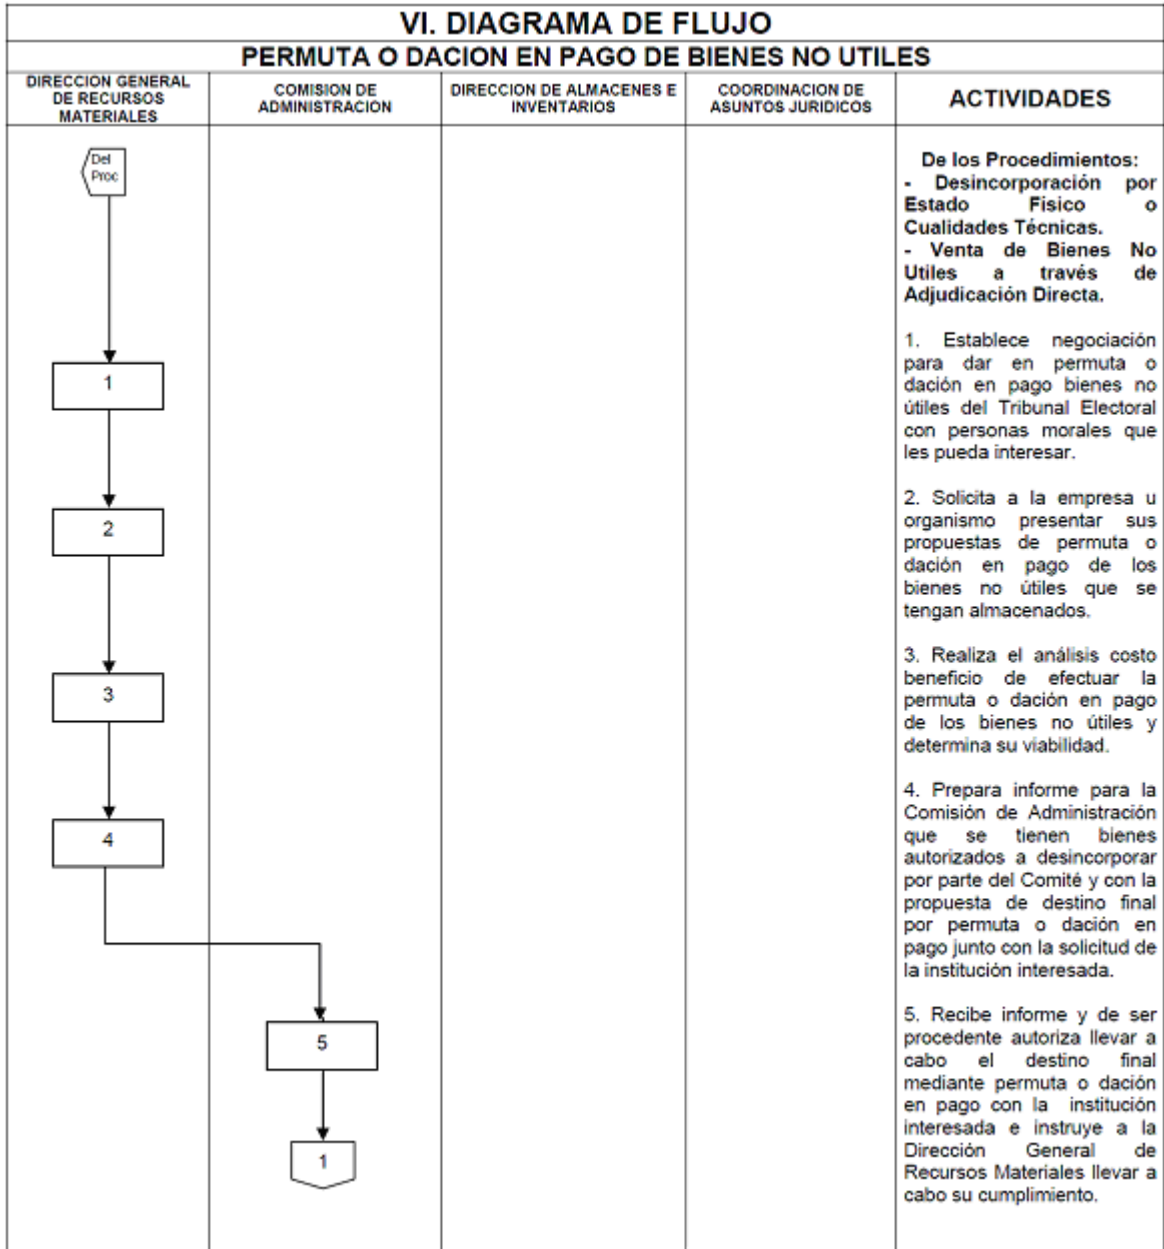 VI. DIAGRAMA DE FLUJO
PERMUTA O DACION EN PAGO DE BIENES NO UTILES
DIRECCION GENERAL
DE RECURSOS
MATERIALES
COMISION DE
ADMINISTRACION
DIRECCION DE ALMACENES E
INVENTARIOS
COORDINACION DE
ASUNTOS JURIDICOS
ACTIVIDADES
Del
Proc
1
2
3
4
5
1
De los Procedimientos:
- Desincorporación por
Estado Fisico o
Cualidades Técnicas.
- Venta de Bienes No
Utiles a través de
Adjudicación Directa.
1. Establece negociación
para dar en permuta o
dación en pago bienes no
útiles del Tribunal Electoral
con personas morales que
les pueda interesar.
2. Solicita a la empresa u
organismo presentar sus
propuestas de permuta o
dación en pago de los
bienes no útiles que se
tengan almacenados.
3. Realiza el análisis costo
beneficio de efectuar la
permuta o dación en pago
de los bienes no útiles y
determina su viabilidad.
4. Prepara informe para la
Comisión de Administración
que se tienen bienes
autorizados a desincorporar
por parte del Comité y con la
propuesta de destino final
por permuta o dación en
pago junto con la solicitud de
la institución interesada.
5. Recibe informe y de ser
procedente autoriza llevar a
cabo el destino final
mediante permuta o dación
en pago con la institución
interesada e instruye a la
Dirección General de
Recursos Materiales llevar a
cabo su cumplimiento.